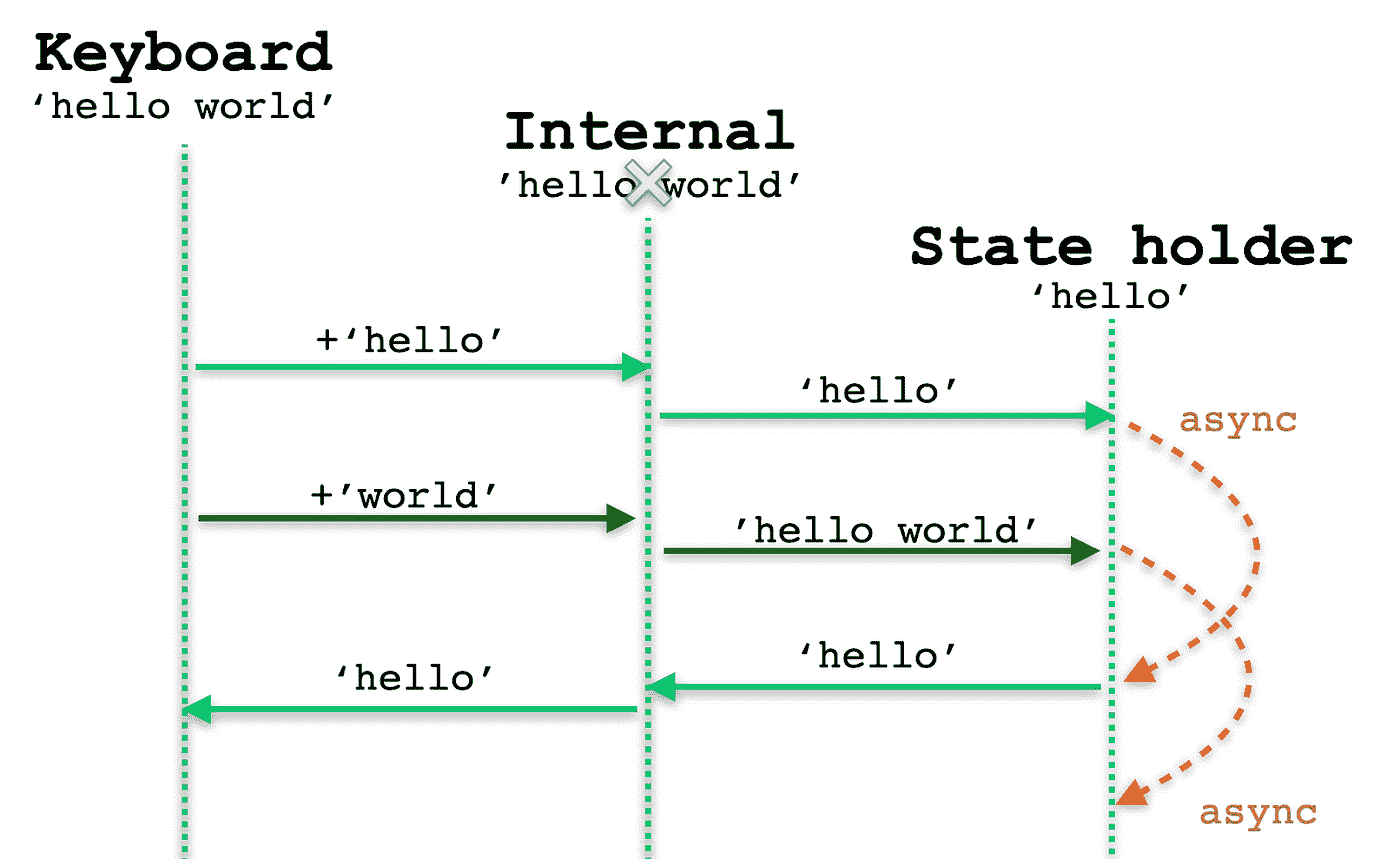 Keyboard
‘hello world’
Internal
’hello world’
State holder
‘hello’
+‘hello’
‘hello’
async
+’world’
’hello world’
‘hello’
‘hello’
async